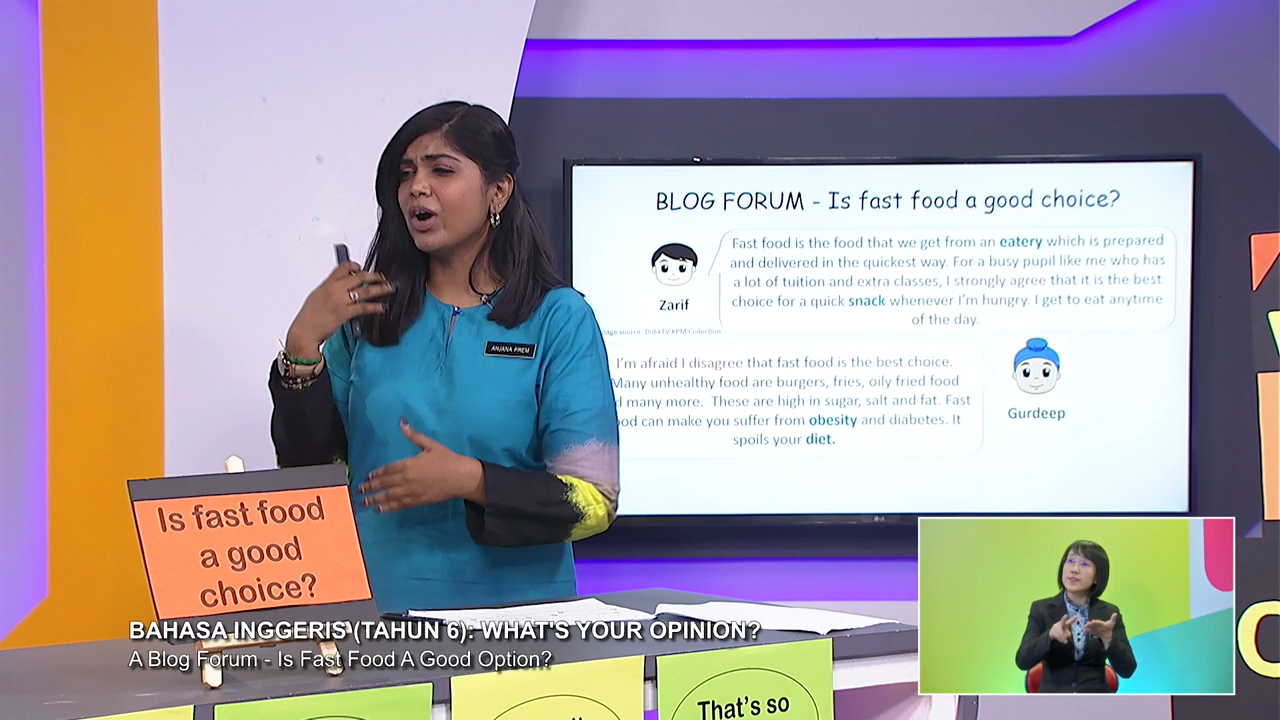 BLOG FORUM - Is fast food a good choice?
Fast food is the food that we get from an eatery which is prepared
and delivered in the quickest way. For a busy pupil like me who has
a lot of tuition and extra classes, I strongly agree that it is the best
choice for a quick snack whenever I'm hungry. I get to eat anytime
of the day.
Zarif
source: DidikTV KPM Collection
I'm afraid I disagree that fast food is the best choice.
Many unhealthy food are burgers, fries, oily fried food
many more. These are high in sugar, salt and fat. Fast
can make you suffer from obesity and diabetes. It
spoils your diet.
Gurdeep
ANJANA PREM
Is fast food
a good
choice?
BAHASA INGGERIS (TAHUN 6): WHAT'S YOUR OPINION?
A Blog Forum - Is Fast Food A Good Option?
That's so